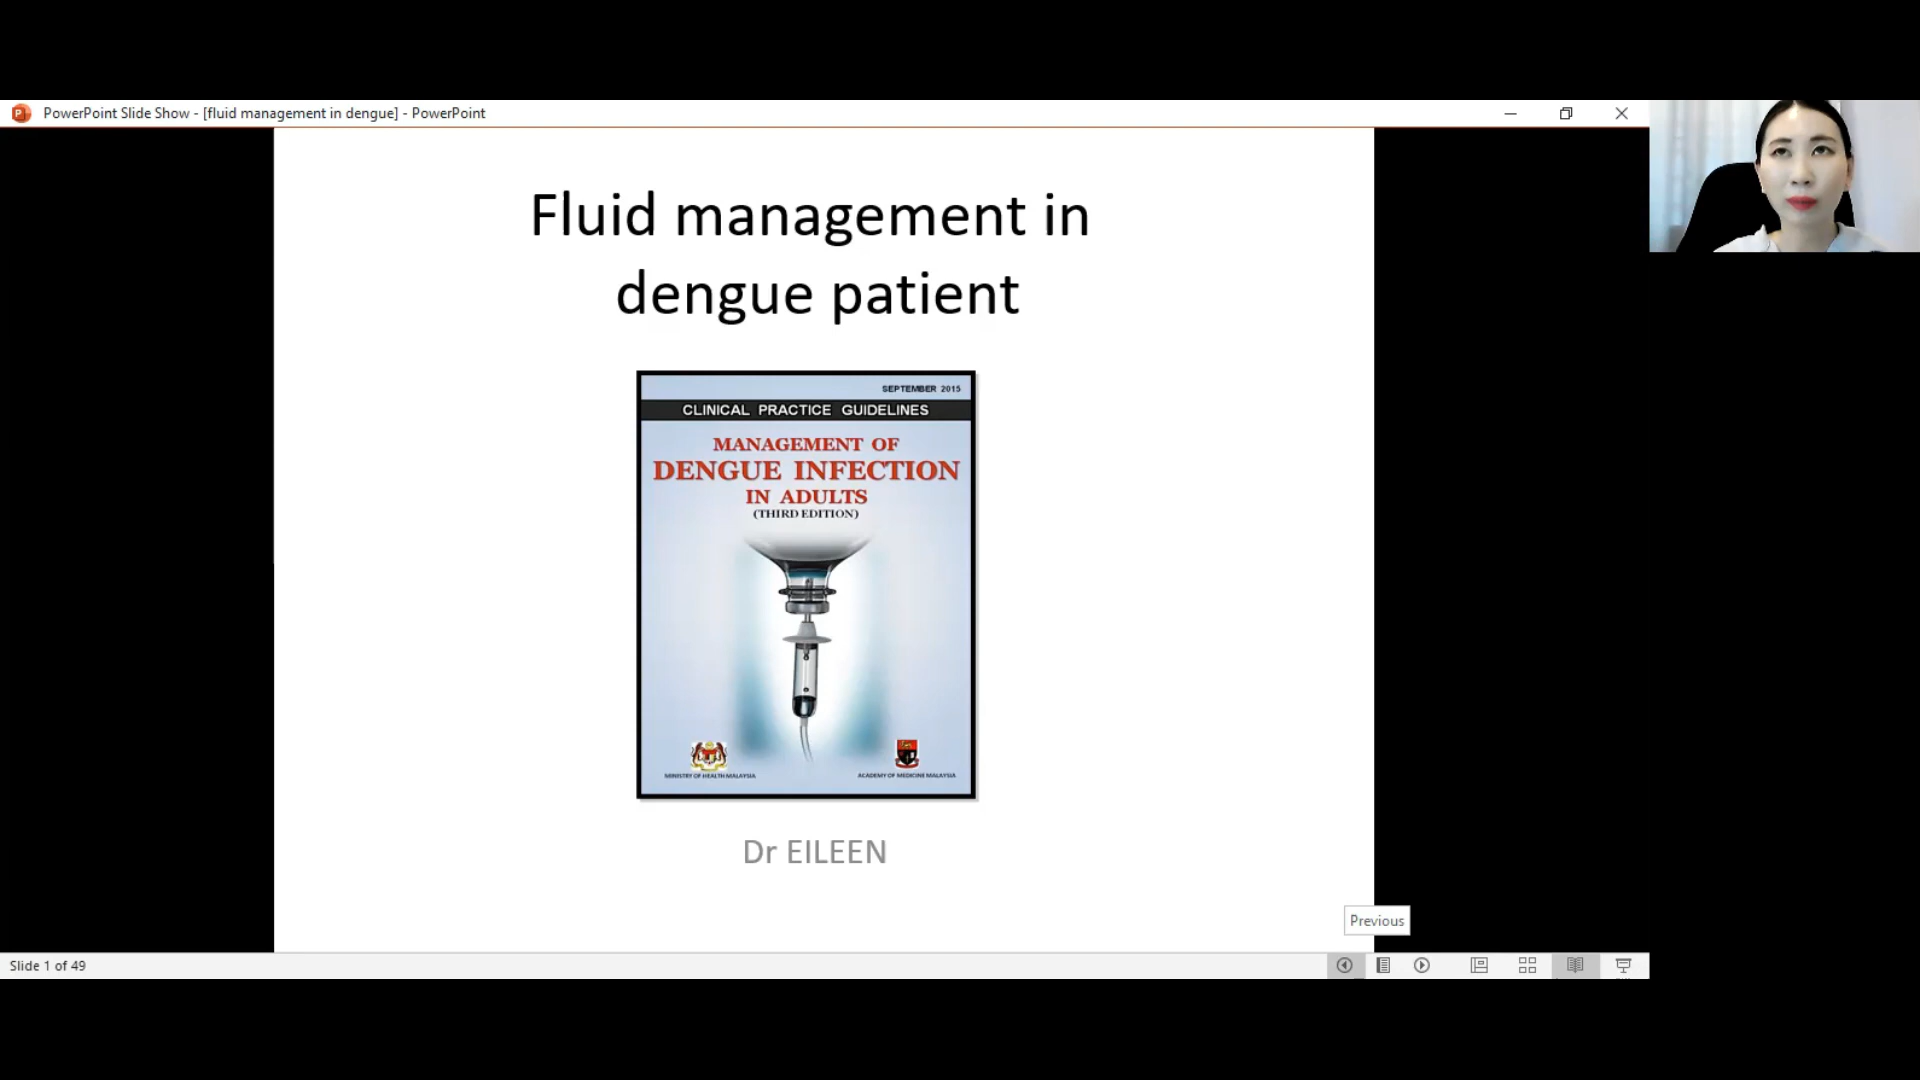 PowerPoint Slide Show - [fluid management in dengue] - PowerPoint
Fluid management in
dengue patient
SEPTEMBER 2015
CLINICAL PRACTICE GUIDELINES
MANAGEMENT OF
DENGUE INFECTION
IN ADULTS
(THIRD EDITION)
MINISTRY OF HEALTH MALAYSIA
ACADEMY OF MEDICINE MALAYSIA
Dr EILEEN
Previous
Slide 1 of 49